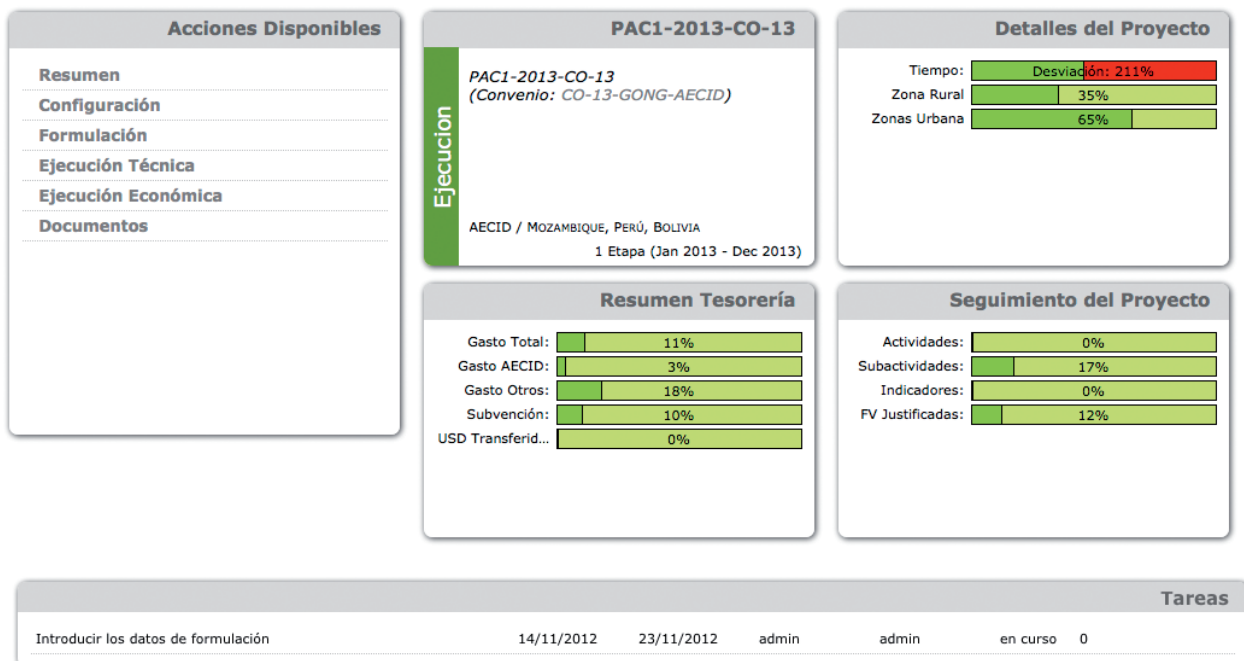 Acciones Disponibles
Resumen
Configuración
Formulación
Ejecución Técnica
Ejecución Económica
Documentos
PAC1-2013-CO-13
Ejecucion
PAC1-2013-CO-13
(Convenio: CO-13-GONG-AECID)
AECID / MOZAMBIQUE, PERÚ, BOLIVIA
1 Etapa (Jan 2013 - Dec 2013)
Detalles del Proyecto
Tiempo: Desviación: 211%
Zona Rural 35%
Zonas Urbana 65%
Resumen Tesorería
Gasto Total: 11%
Gasto AECID: 3%
Gasto Otros: 18%
Subvención: 10%
USD Transferid... 0%
Seguimiento del Proyecto
Actividades: 0%
Subactividades: 17%
Indicadores: 0%
FV Justificadas: 12%
Tareas
Introducir los datos de formulación 14/11/2012 23/11/2012 admin admin en curso 0